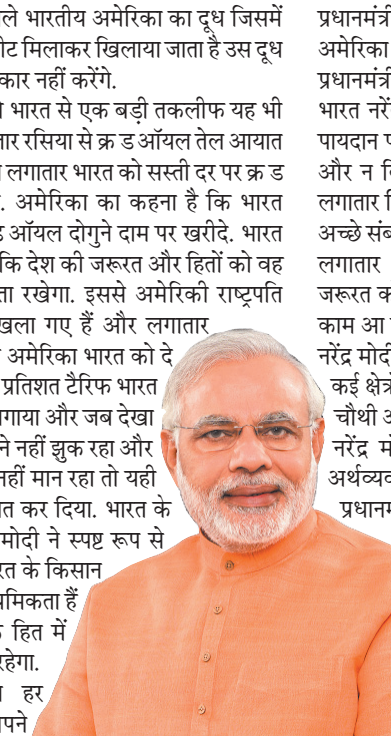 ले भारतीय अमेरिका का दूध जिसमें
ीट मिलाकर खिलाया जाता है उस दूध
कार नहीं करेंगे.
भारत से एक बड़ी तकलीफ यह भी
तार रसिया से क्र ड ऑयल तेल आयात
लगातार भारत को सस्ती दर पर क्र ड
. अमेरिका का कहना है कि भारत
ड ऑयल दोगुने दाम पर खरीदे. भारत
कि देश की जरूरत और हितों को वह
ता रखेगा. इससे अमेरिकी राष्ट्रपति
खला गए हैं और लगातार
अमेरिका भारत को दे
प्रतिशत टैरिफ भारत
गाया और जब देखा
ने नहीं झुक रहा और
नहीं मान रहा तो यही
त कर दिया. भारत के
मोदी ने स्पष्ट रूप से
रत के किसान
थमिकता हैं
हित में
रहेगा.
हर
पने
प्रधानमंत्री
अमेरिका
प्रधानमंत्री
भारत नरें
पायदान प
और न
लगातार
अच्छे संब
लगातार
जरूरत क
काम आ
नरेंद्र मोदी
कई क्षेत्र
चौथी अ
नरेंद्र म
अर्थव्यव
प्रधानम